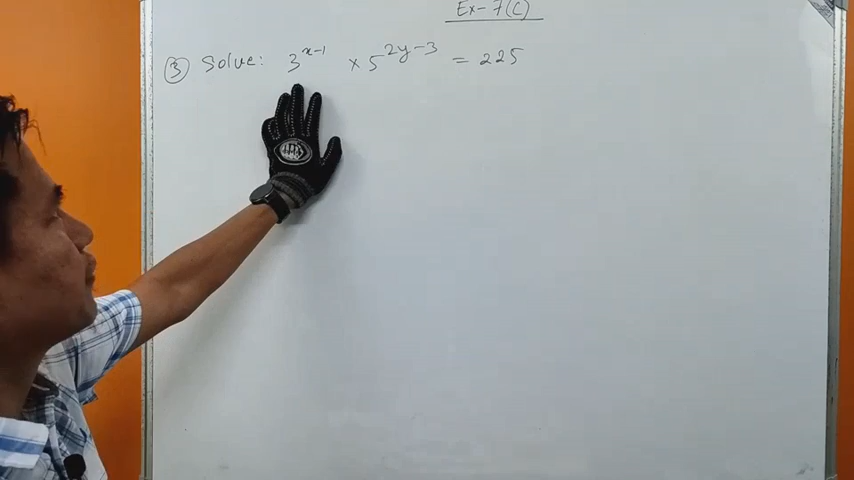 Ex-7(C)
③ Solve: 3^{x-1} × 5^{2y-3} = 225